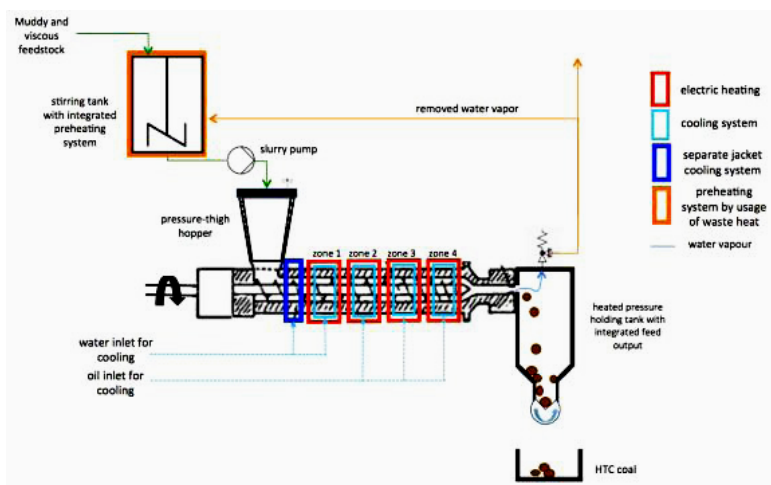 Muddy and
viscous
feedstock
stirring tank
with integrated
preheating
system
removed water vapor
slurry pump
pressure-thigh
hopper
zone 1
zone 2
zone 3
zone 4
water inlet for
cooling
oil inlet for
cooling
electric heating
cooling system
separate jacket
cooling system
preheating
system by usage
of waste heat
water vapour
heated pressure
holding tank with
integrated feed
output
HTC coal